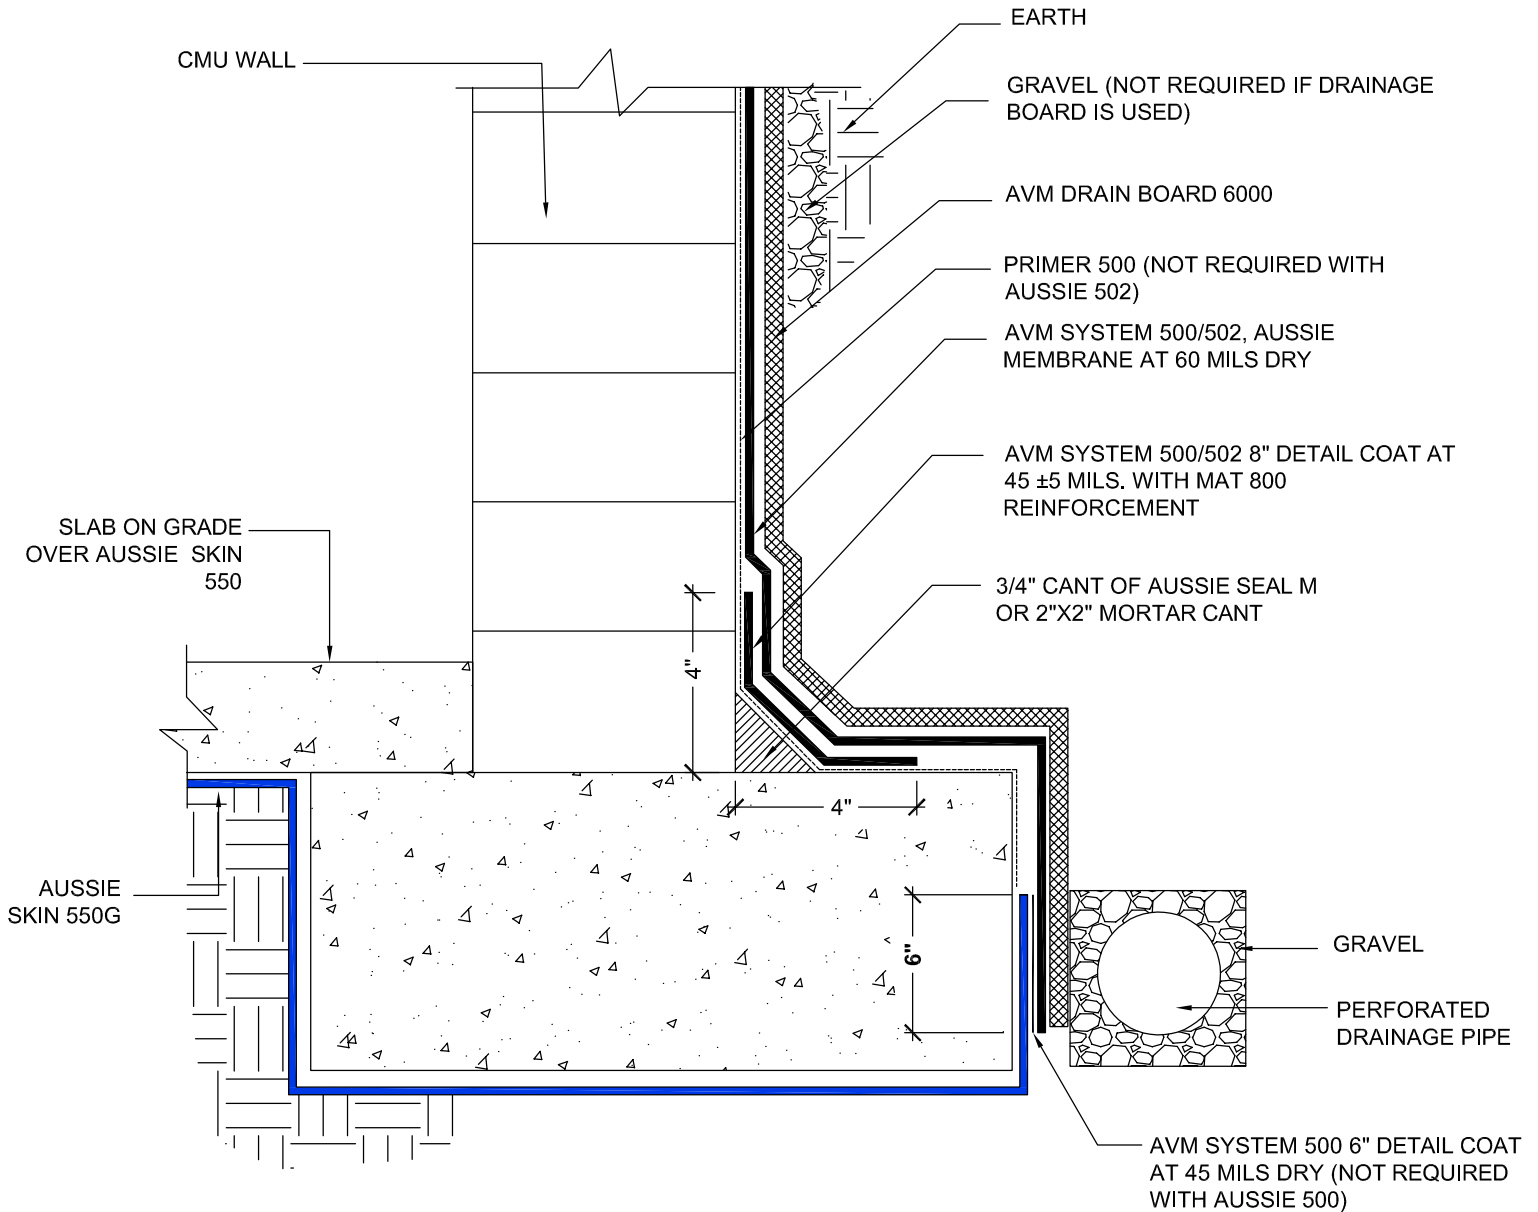 EARTH
CMU WALL
GRAVEL (NOT REQUIRED IF DRAINAGE
BOARD IS USED)
AVM DRAIN BOARD 6000
PRIMER 500 (NOT REQUIRED WITH
AUSSIE 502)
AVM SYSTEM 500/502, AUSSIE
MEMBRANE AT 60 MILS DRY
AVM SYSTEM 500/502 8" DETAIL COAT AT
45 ±5 MILS. WITH MAT 800
REINFORCEMENT
SLAB ON GRADE
OVER AUSSIE SKIN
550
3/4" CANT OF AUSSIE SEAL M
OR 2"X2" MORTAR CANT
4"
4"
AUSSIE
SKIN 550G
6"
GRAVEL
PERFORATED
DRAINAGE PIPE
AVM SYSTEM 500 6" DETAIL COAT
AT 45 MILS DRY (NOT REQUIRED
WITH AUSSIE 500)